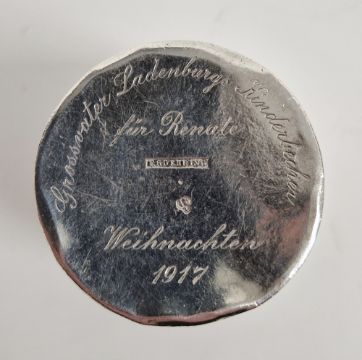 Grossvater Ladenburgs Kinderbecher
für Renate
Weihnachten
1917